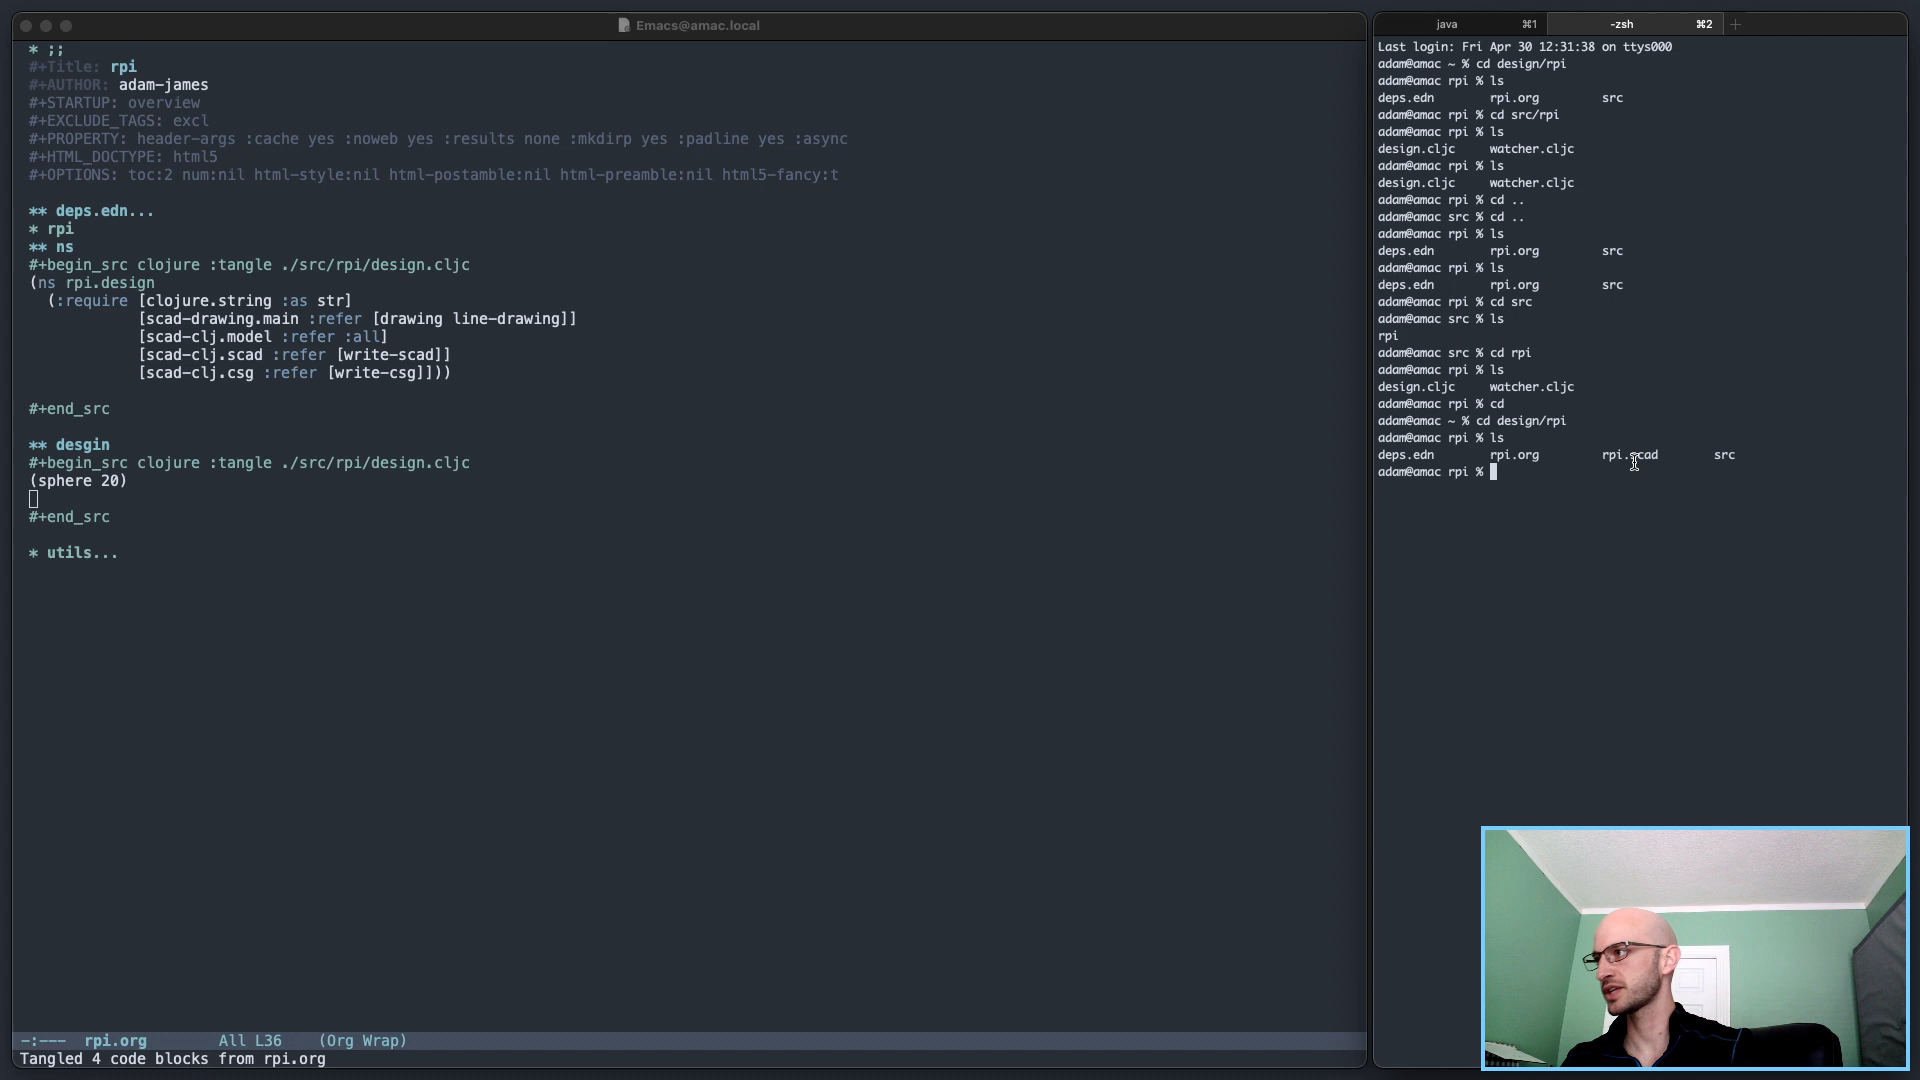 Emacs@amac.local
* ;;
#+Title: rpi
#+AUTHOR: adam-james
#+STARTUP: overview
#+EXCLUDE_TAGS: excl
#+PROPERTY: header-args :cache yes :noweb yes :results none :mkdirp yes :padline yes :async
#+HTML_DOCTYPE: html5
#+OPTIONS: toc:2 num:nil html-style:nil html-postamble:nil html-preamble:nil html5-fancy:t
** deps.edn...
* rpi
** ns
#+begin_src clojure :tangle ./src/rpi/design.cljc
(ns rpi.design
(:require [clojure.string :as str]
[scad-drawing.main :refer [drawing line-drawing]]
[scad-clj.model :refer :all]
[scad-clj.scad :refer [write-scad]]
[scad-clj.csg :refer [write-csg]]))
#+end_src
** desgin
#+begin_src clojure :tangle ./src/rpi/design.cljc
(sphere 20)
#+end_src
* utils...
-:--- rpi.org All L36 (Org Wrap)
Tangled 4 code blocks from rpi.org
java ⌘1 -zsh ⌘2 +
Last login: Fri Apr 30 12:31:38 on ttys000
adam@amac ~ % cd design/rpi
adam@amac rpi % ls
deps.edn rpi.org src
adam@amac rpi % cd src/rpi
adam@amac rpi % ls
design.cljc watcher.cljc
adam@amac rpi % ls
design.cljc watcher.cljc
adam@amac rpi % cd ..
adam@amac src % cd ..
adam@amac rpi % ls
deps.edn rpi.org src
adam@amac rpi % ls
deps.edn rpi.org src
adam@amac rpi % cd src
adam@amac src % ls
rpi
adam@amac src % cd rpi
adam@amac rpi % ls
design.cljc watcher.cljc
adam@amac rpi % cd
adam@amac ~ % cd design/rpi
adam@amac rpi % ls
deps.edn rpi.org rpi.scad src
adam@amac rpi %